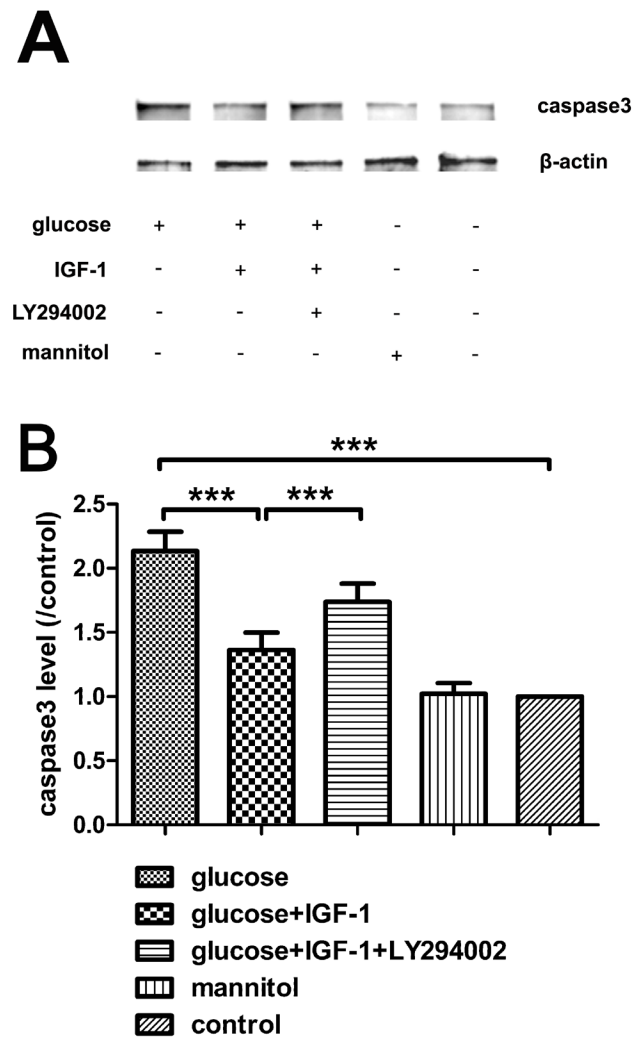 A
caspase3
β-actin
glucose + + + - -
IGF-1 - + + - -
LY294002 - - + - -
mannitol - - - + -
B
***
*** ***
2.5
2.0
1.5
1.0
0.5
0.0
caspase3 level (/control)
glucose
glucose+IGF-1
glucose+IGF-1+LY294002
mannitol
control